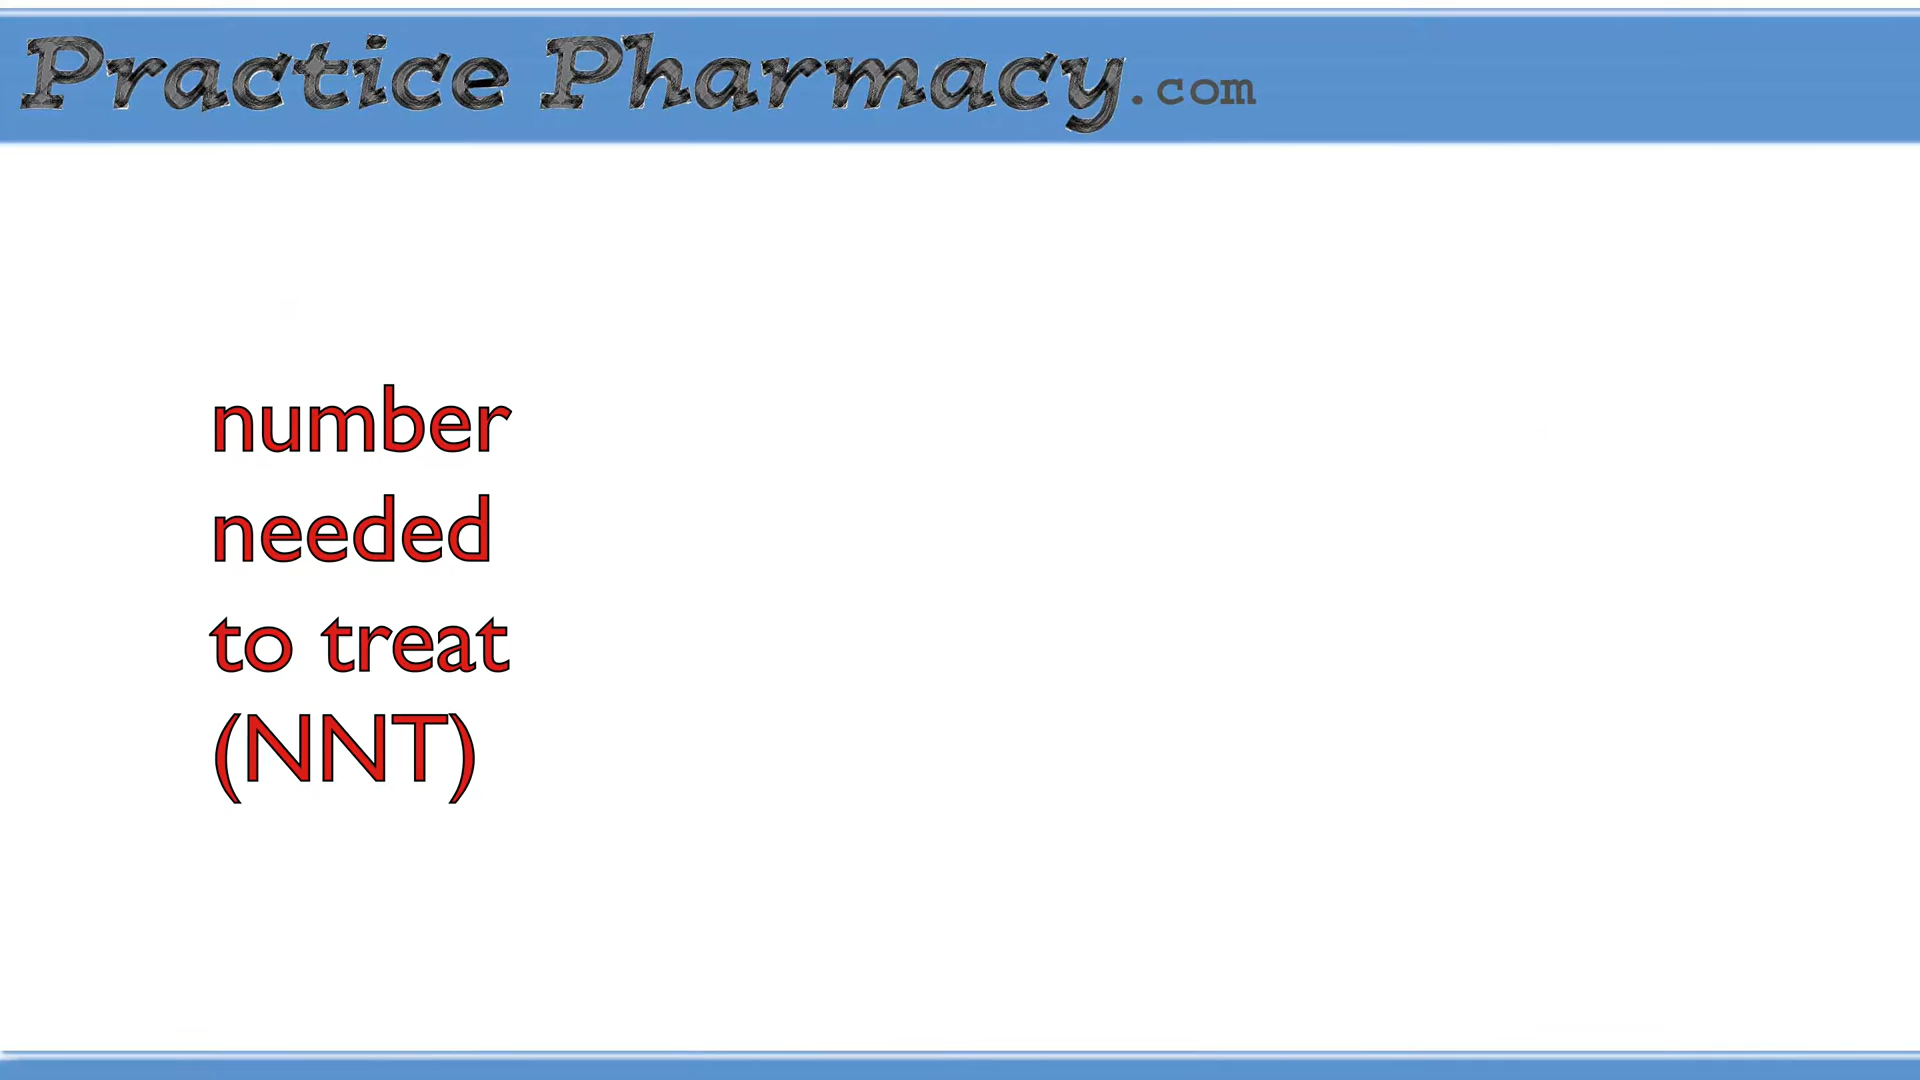 Practice Pharmacy.com
number
needed
to treat
(NNT)